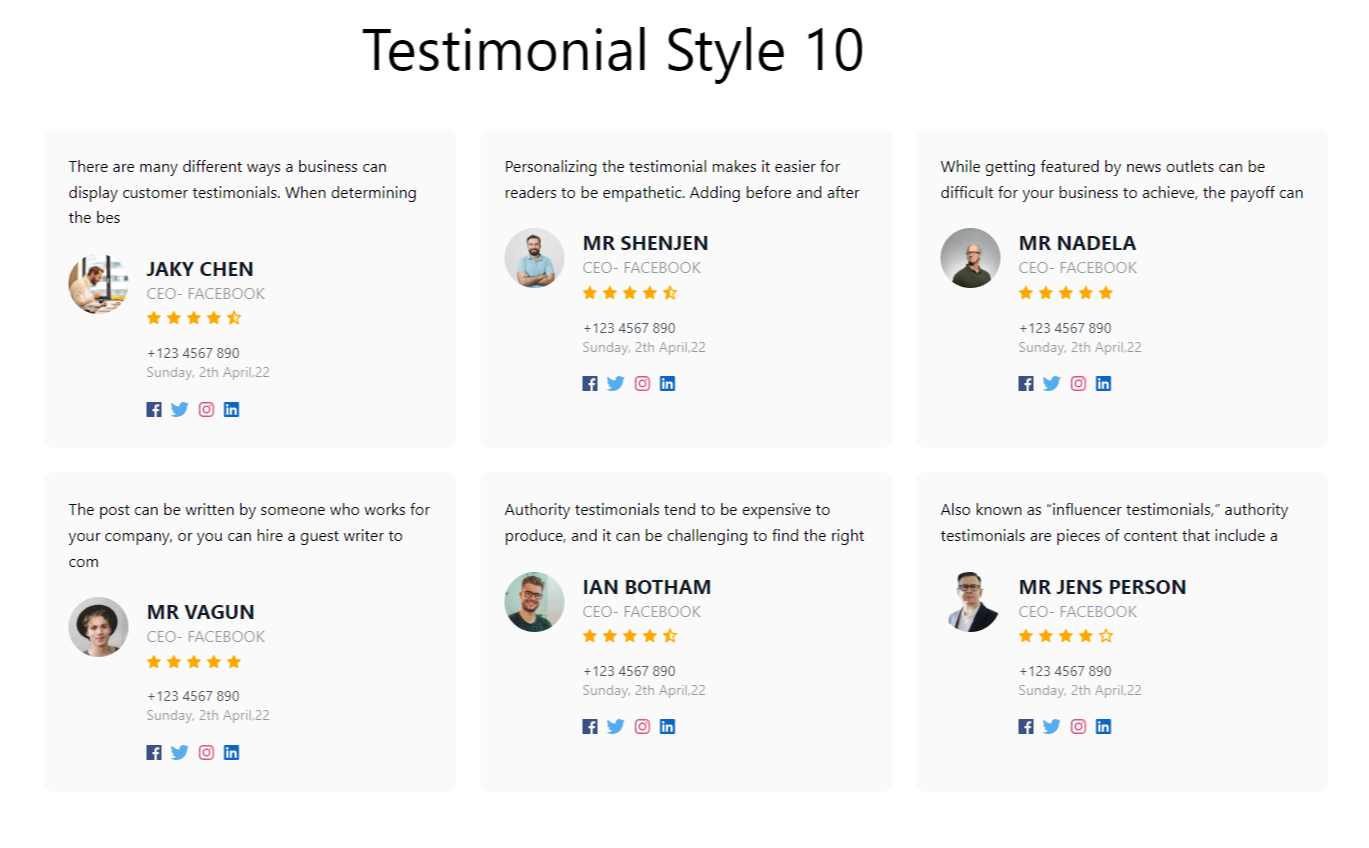 Testimonial Style 10
There are many different ways a business can
display customer testimonials. When determining
the bes
JAKY CHEN
CEO- FACEBOOK
+123 4567 890
Sunday, 2th April,22
Personalizing the testimonial makes it easier for
readers to be empathetic. Adding before and after
MR SHENJEN
CEO- FACEBOOK
+123 4567 890
Sunday, 2th April,22
While getting featured by news outlets can be
difficult for your business to achieve, the payoff can
MR NADELA
CEO- FACEBOOK
+123 4567 890
Sunday, 2th April,22
The post can be written by someone who works for
your company, or you can hire a guest writer to
com
MR VAGUN
CEO- FACEBOOK
+123 4567 890
Sunday, 2th April,22
Authority testimonials tend to be expensive to
produce, and it can be challenging to find the right
IAN BOTHAM
CEO- FACEBOOK
+123 4567 890
Sunday, 2th April,22
Also known as “influencer testimonials,” authority
testimonials are pieces of content that include a
MR JENS PERSON
CEO- FACEBOOK
+123 4567 890
Sunday, 2th April,22